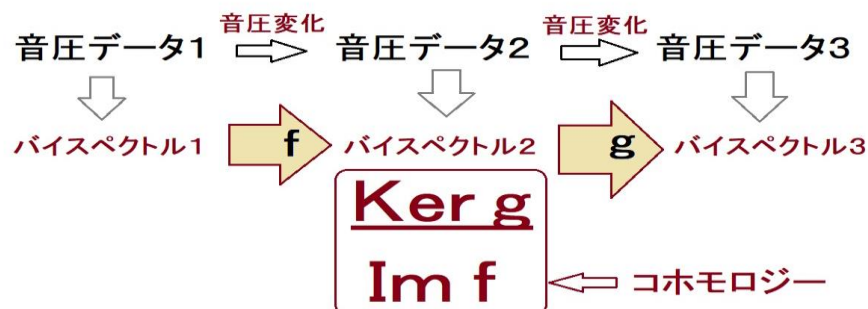 音圧変化 音圧変化
音圧データ1 音圧データ2 音圧データ3
バイスペクトル1 f バイスペクトル2 g バイスペクトル3
Ker g
Im f
コホモロジー